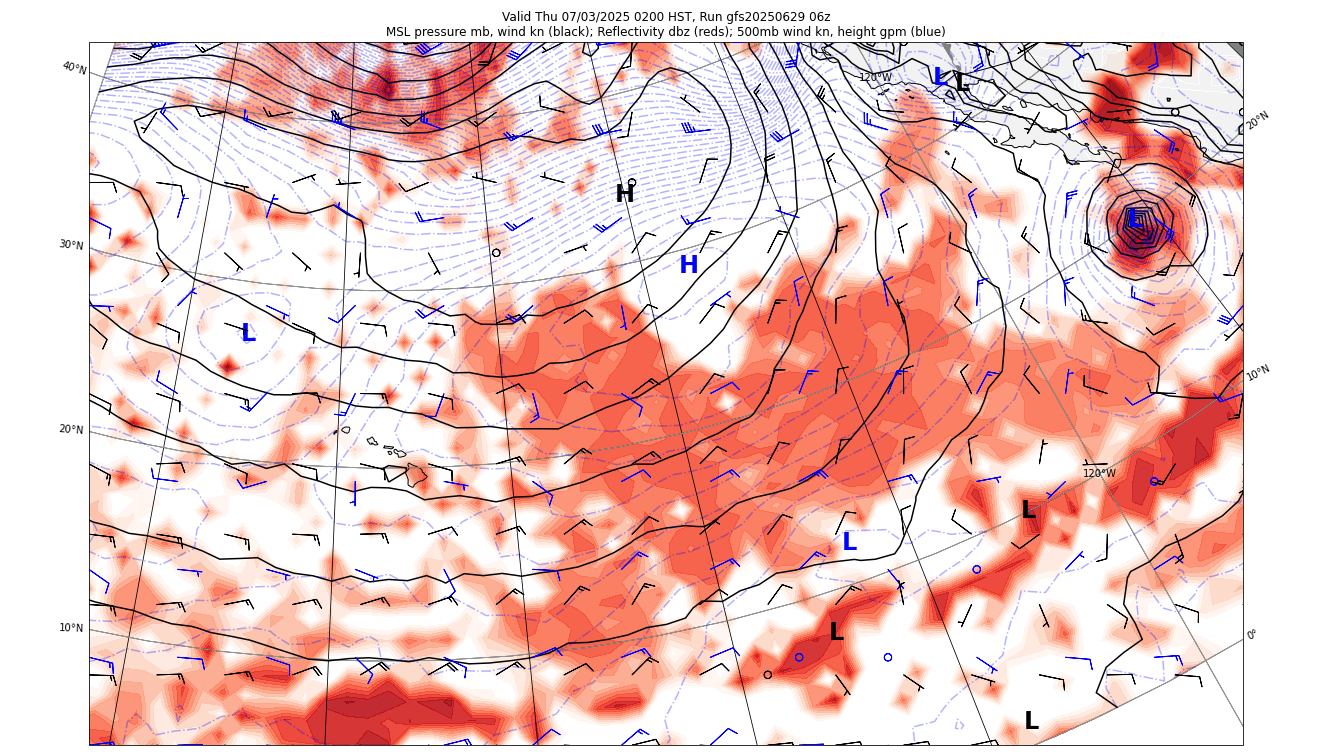 Valid Thu 07/03/2025 0200 HST, Run gfs20250629 06z
MSL pressure mb, wind kn (black); Reflectivity dbz (reds); 500mb wind kn, height gpm (blue)
40°N
120°W
L
L
20°N
H
L
30°N
H
L
10°N
20°N
120°W
L
L
10°N
L
0°
L